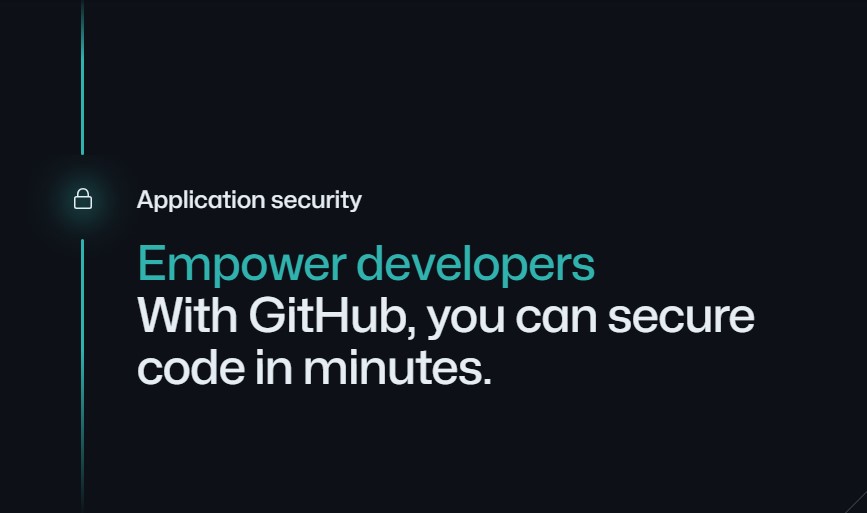 Application security
Empower developers
With GitHub, you can secure
code in minutes.